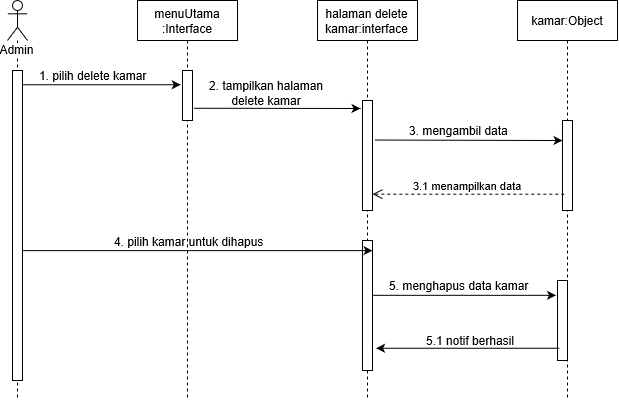 menuUtama
:Interface
halaman delete
kamar:interface
kamar:Object
Admin
1. pilih delete kamar
2. tampilkan halaman
delete kamar
3. mengambil data
3.1 menampilkan data
4. pilih kamar untuk dihapus
5. menghapus data kamar
5.1 notif berhasil